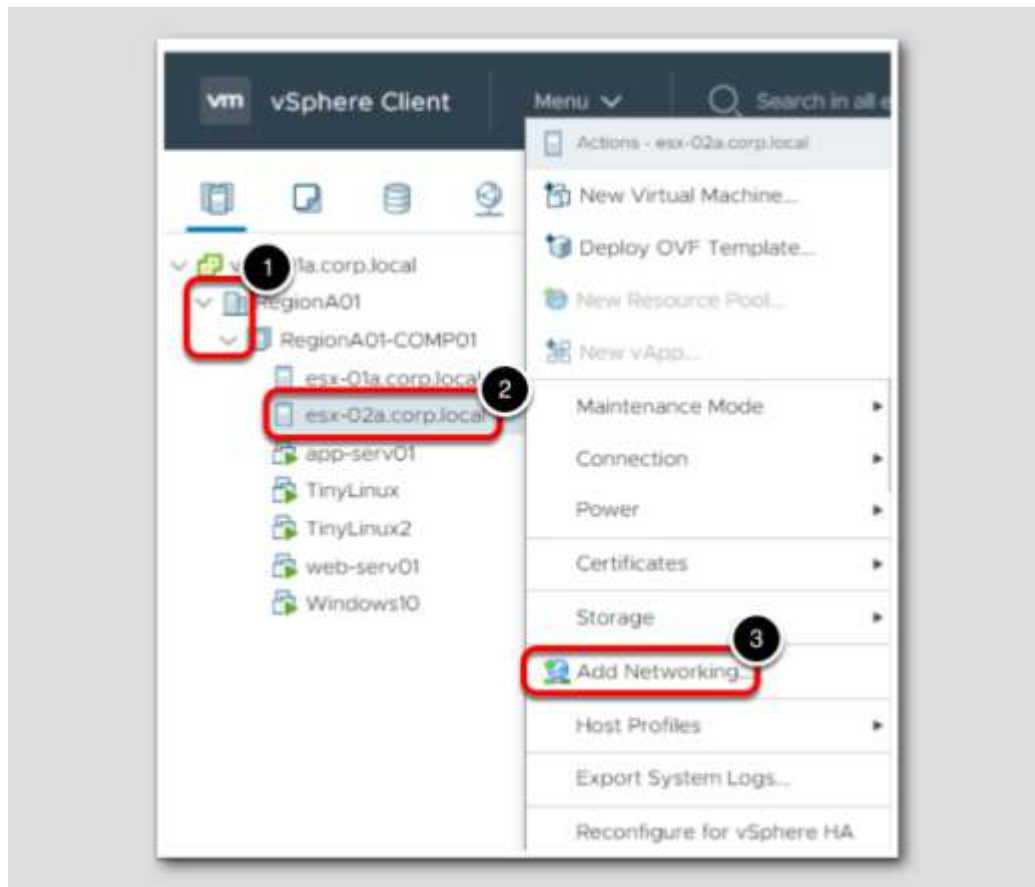 vm vSphere Client Menu Search in all e
Actions - esx-02a.corp.local
New Virtual Machine...
Deploy OVF Template...
New Resource Pool...
New vApp...
Maintenance Mode
Connection
Power
Certificates
Storage
3
Add Networking...
Host Profiles
Export System Logs...
Reconfigure for vSphere HA
1
v 1a.corp.local
RegionA01
RegionA01-COMP01
esx-01a.corp.local
2
esx-02a.corp.local
app-serv01
TinyLinux
TinyLinux2
web-serv01
Windows10